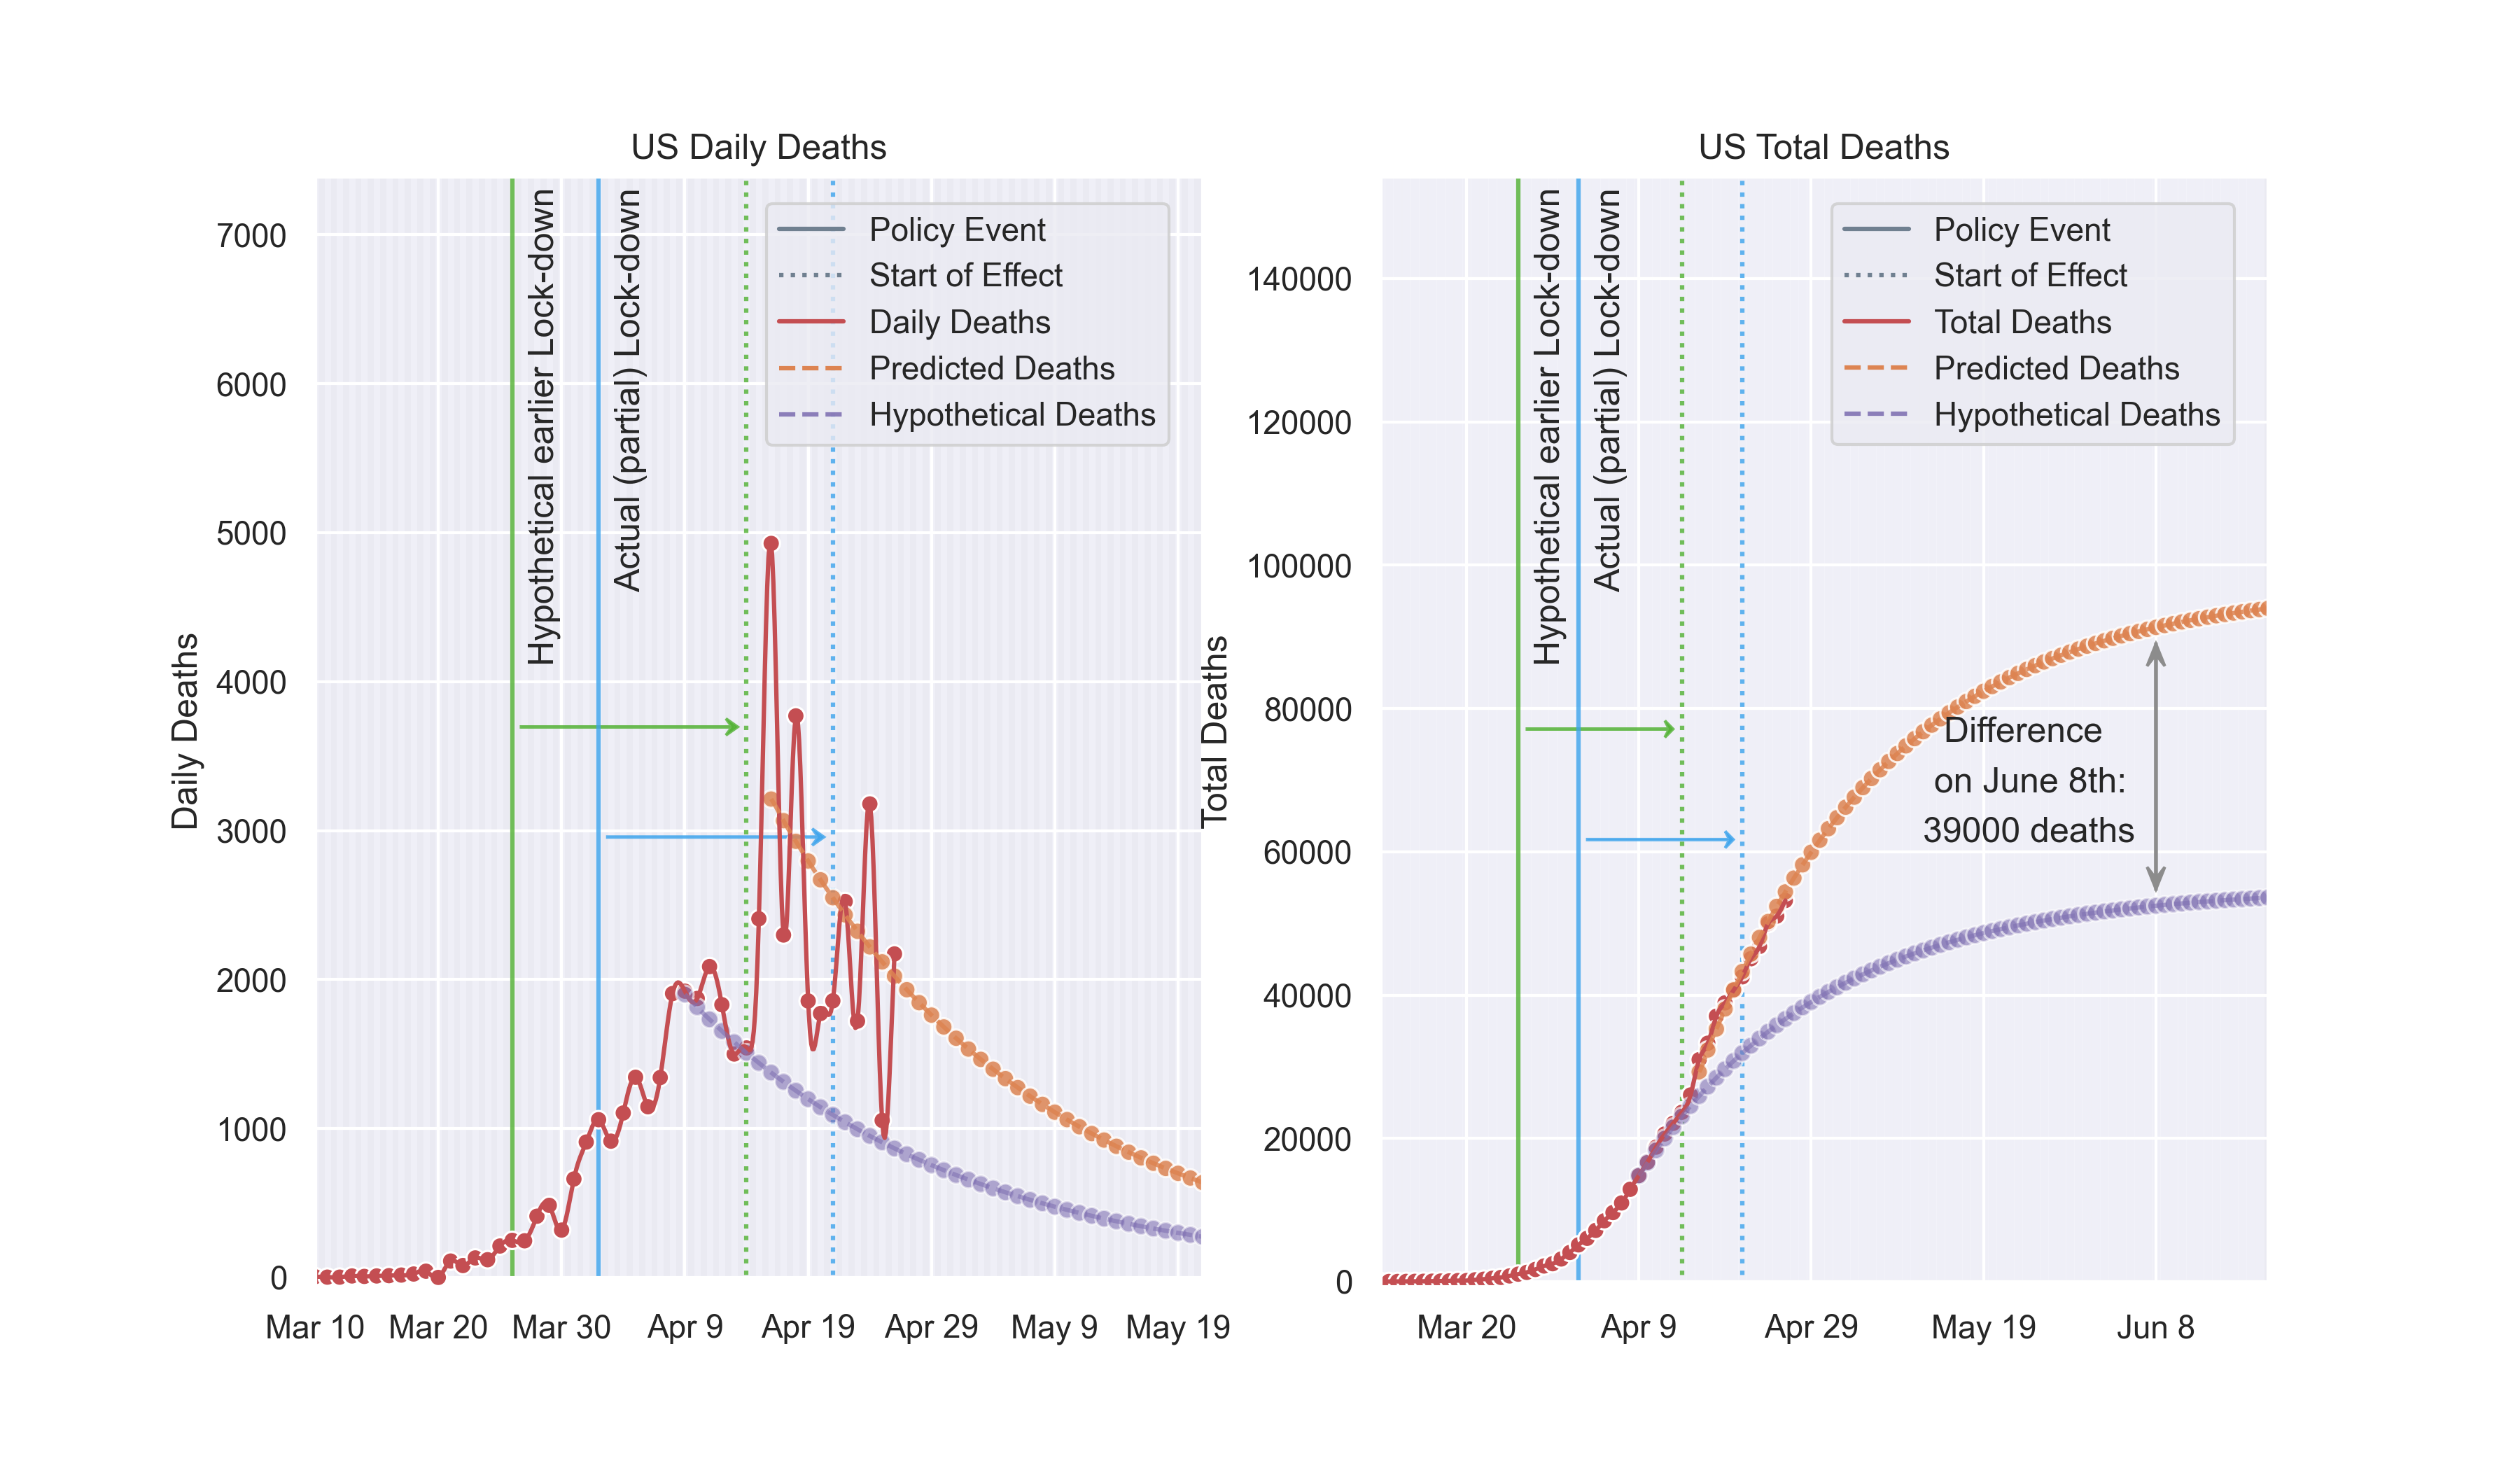 US Daily Deaths
7000
6000
5000
4000
3000
2000
1000
0
Daily Deaths
Hypothetical earlier Lock-down
Actual (partial) Lock-down
Policy Event
Start of Effect
Daily Deaths
Predicted Deaths
Hypothetical Deaths
Mar 10 Mar 20 Mar 30 Apr 9 Apr 19 Apr 29 May 9 May 19
US Total Deaths
140000
120000
100000
80000
60000
40000
20000
0
Total Deaths
Hypothetical earlier Lock-down
Actual (partial) Lock-down
Policy Event
Start of Effect
Total Deaths
Predicted Deaths
Hypothetical Deaths
Difference
on June 8th:
39000 deaths
Mar 20 Apr 9 Apr 29 May 19 Jun 8